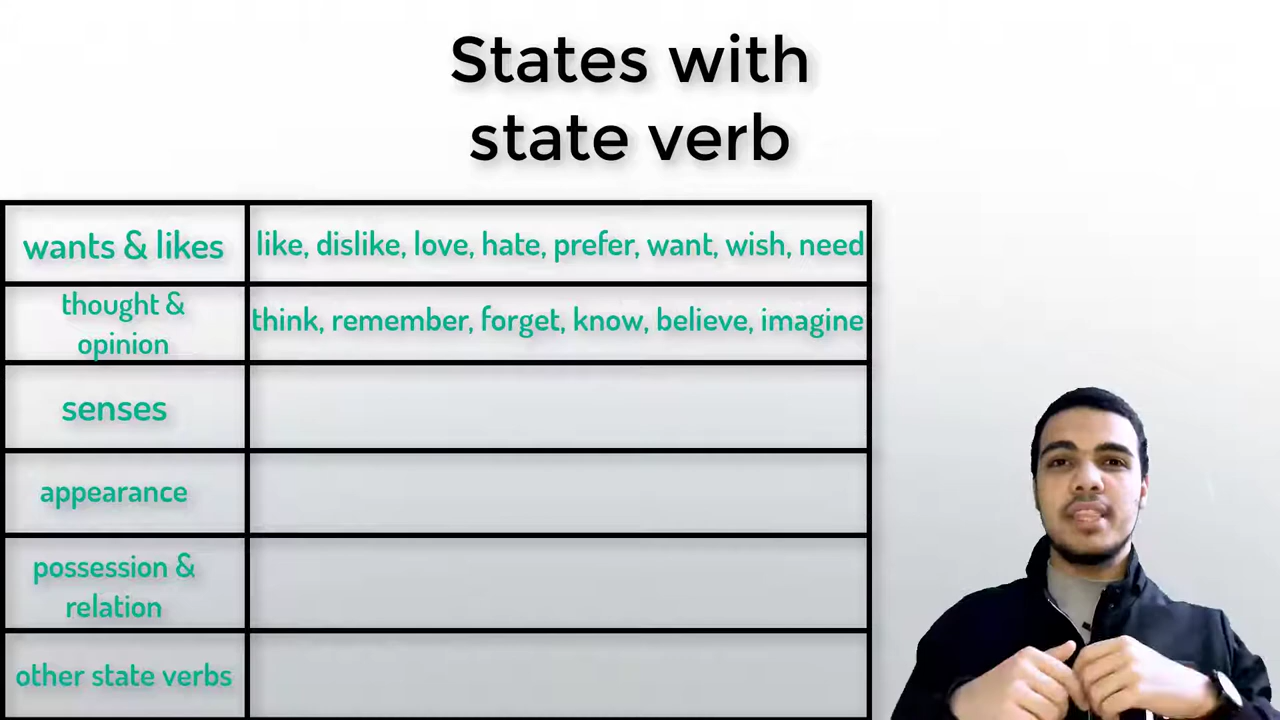 States with
state verb
wants & likes
like, dislike, love, hate, prefer, want, wish, need
thought &
opinion
think, remember, forget, know, believe, imagine
senses
appearance
possession &
relation
other state verbs